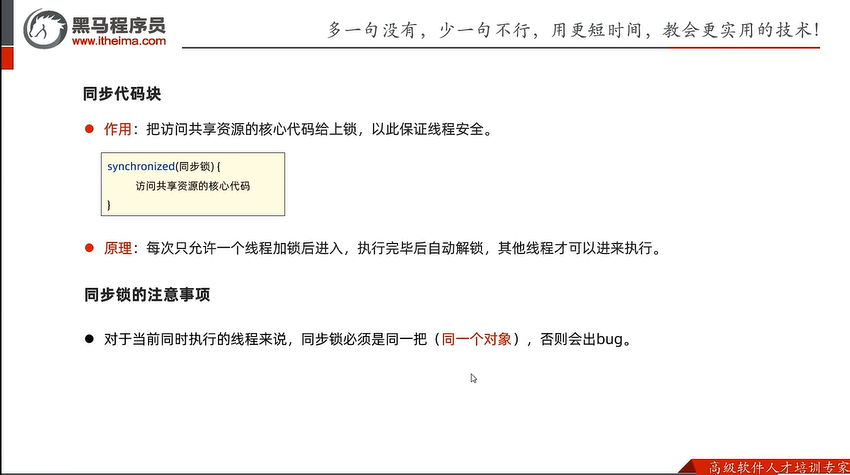 黑马程序员
www.itheima.com
多一句没有，少一句不行，用更短时间，教会更实用的技术！
同步代码块
作用：把访问共享资源的核心代码给上锁，以此保证线程安全。
synchronized(同步锁) {
访问共享资源的核心代码
}
原理：每次只允许一个线程加锁后进入，执行完毕后自动解锁，其他线程才可以进来执行。
同步锁的注意事项
对于当前同时执行的线程来说，同步锁必须是同一把（同一个对象），否则会出bug。
高级软件人才培训专家